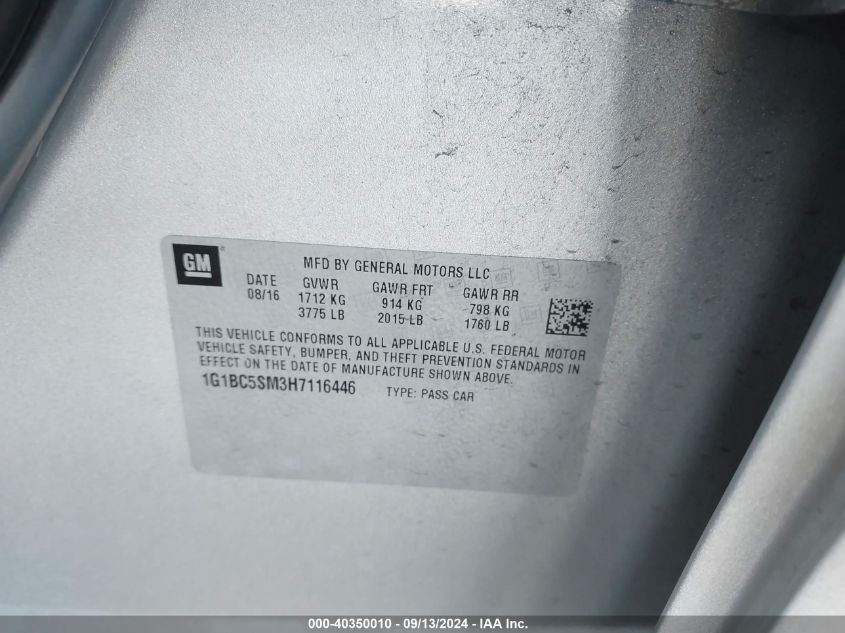 GM
MFD BY GENERAL MOTORS LLC
DATE GVWR GAWR FRT GAWR RR
08/16 1712 KG 914 KG 798 KG
3775 LB 2015 LB 1760 LB
THIS VEHICLE CONFORMS TO ALL APPLICABLE U.S. FEDERAL MOTOR
VEHICLE SAFETY, BUMPER, AND THEFT PREVENTION STANDARDS IN
EFFECT ON THE DATE OF MANUFACTURE SHOWN ABOVE.
1G1BC5SM3H7116446 TYPE: PASS CAR
000-40350010 - 09/13/2024 - IAA Inc.